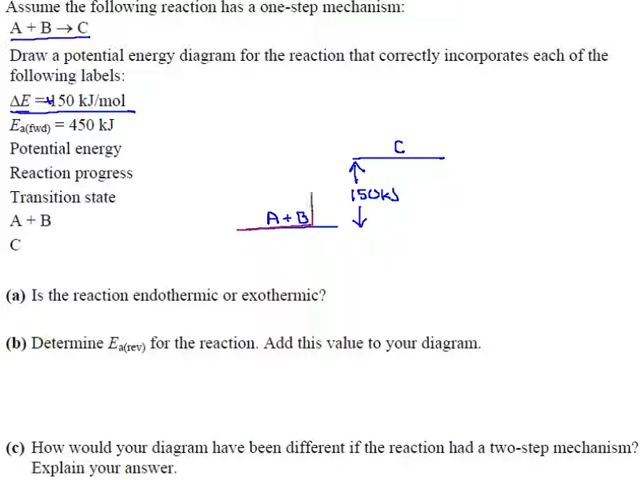 Assume the following reaction has a one-step mechanism:
A + B → C
Draw a potential energy diagram for the reaction that correctly incorporates each of the
following labels:
ΔE = +150 kJ/mol
Ea(fwd) = 450 kJ
Potential energy
Reaction progress
Transition state
A + B
C
C
150kJ
A + B
(a) Is the reaction endothermic or exothermic?
(b) Determine Ea(rev) for the reaction. Add this value to your diagram.
(c) How would your diagram have been different if the reaction had a two-step mechanism?
Explain your answer.